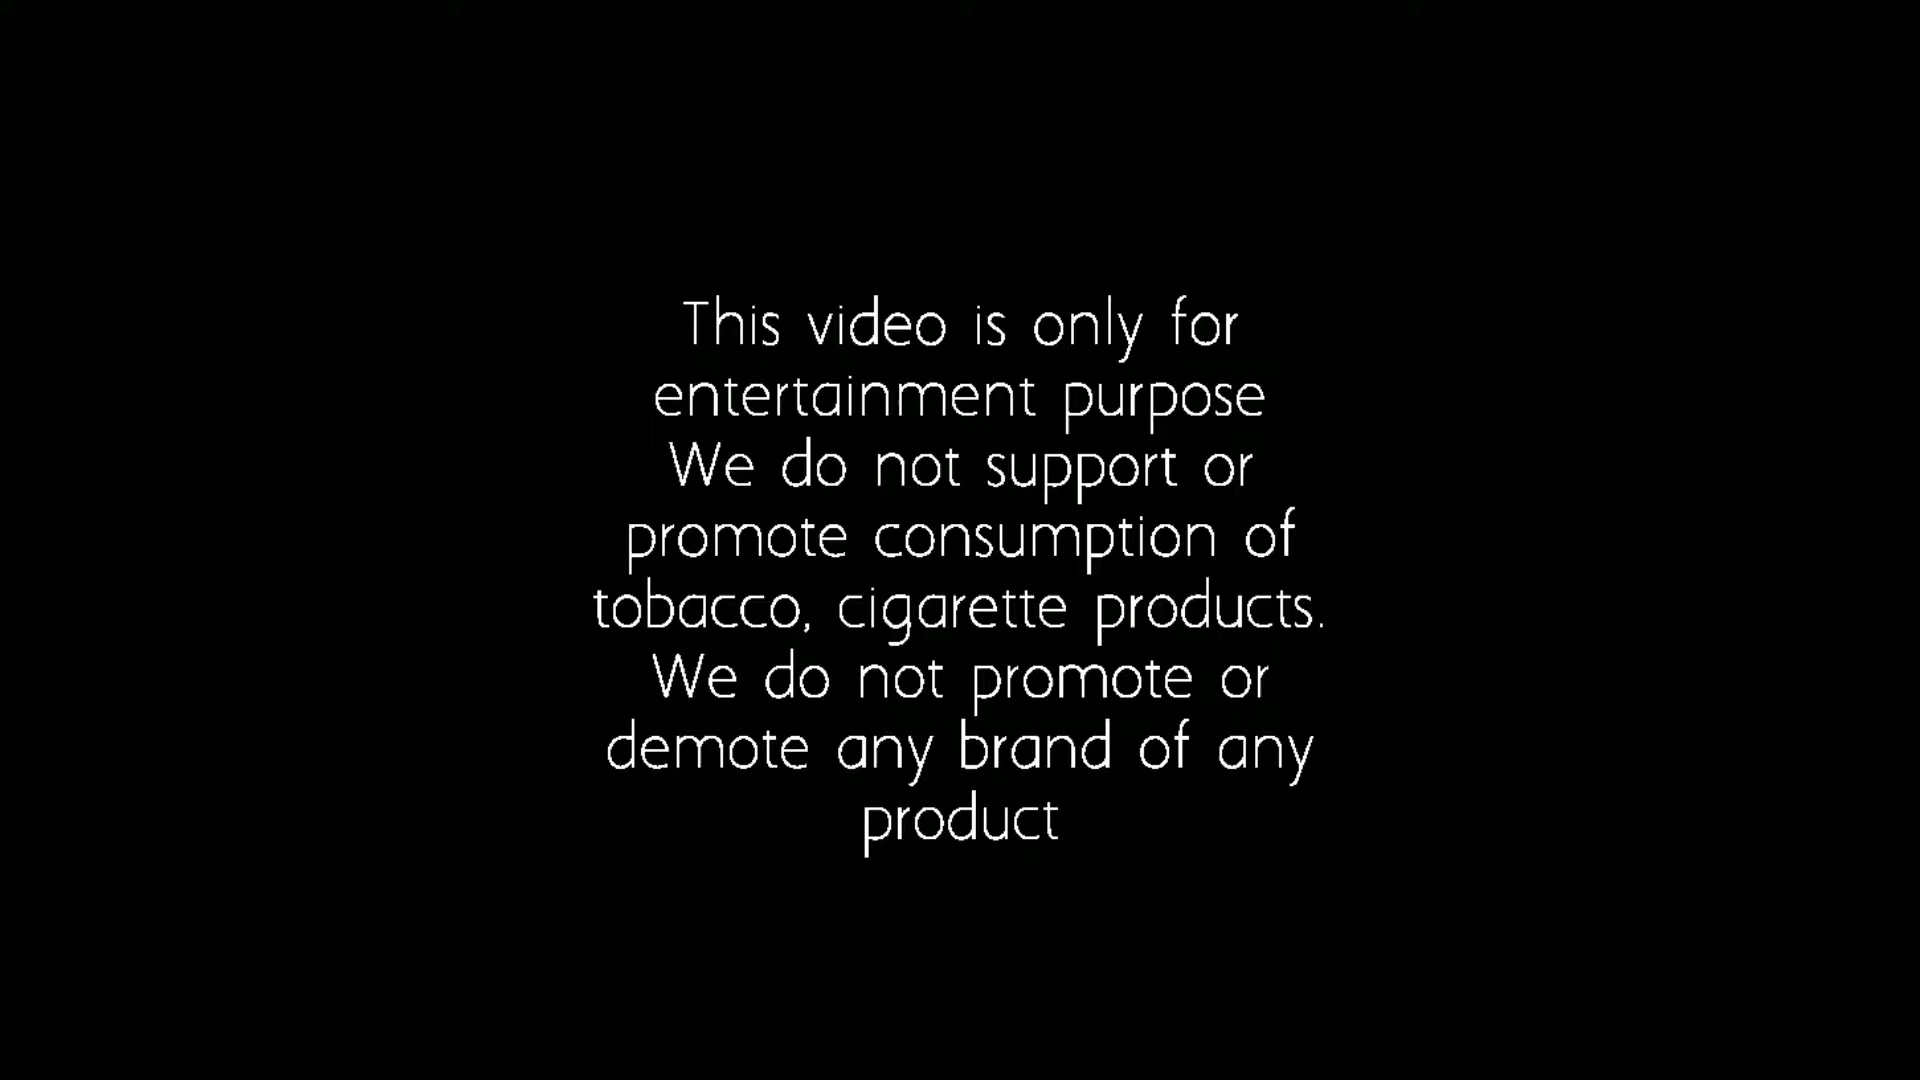 This video is only for
entertainment purpose
We do not support or
promote consumption of
tobacco, cigarette products.
We do not promote or
demote any brand of any
product